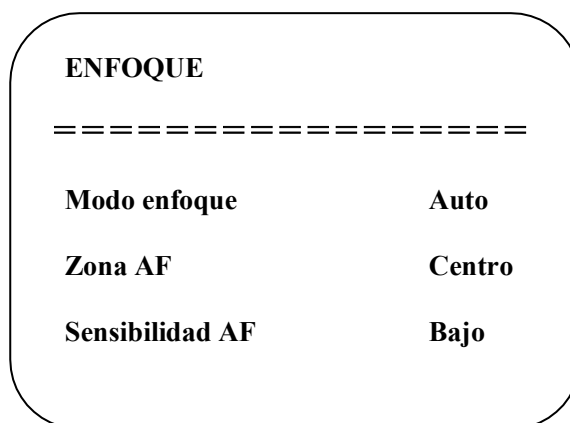 ENFOQUE
=================
Modo enfoque Auto
Zona AF Centro
Sensibilidad AF Bajo